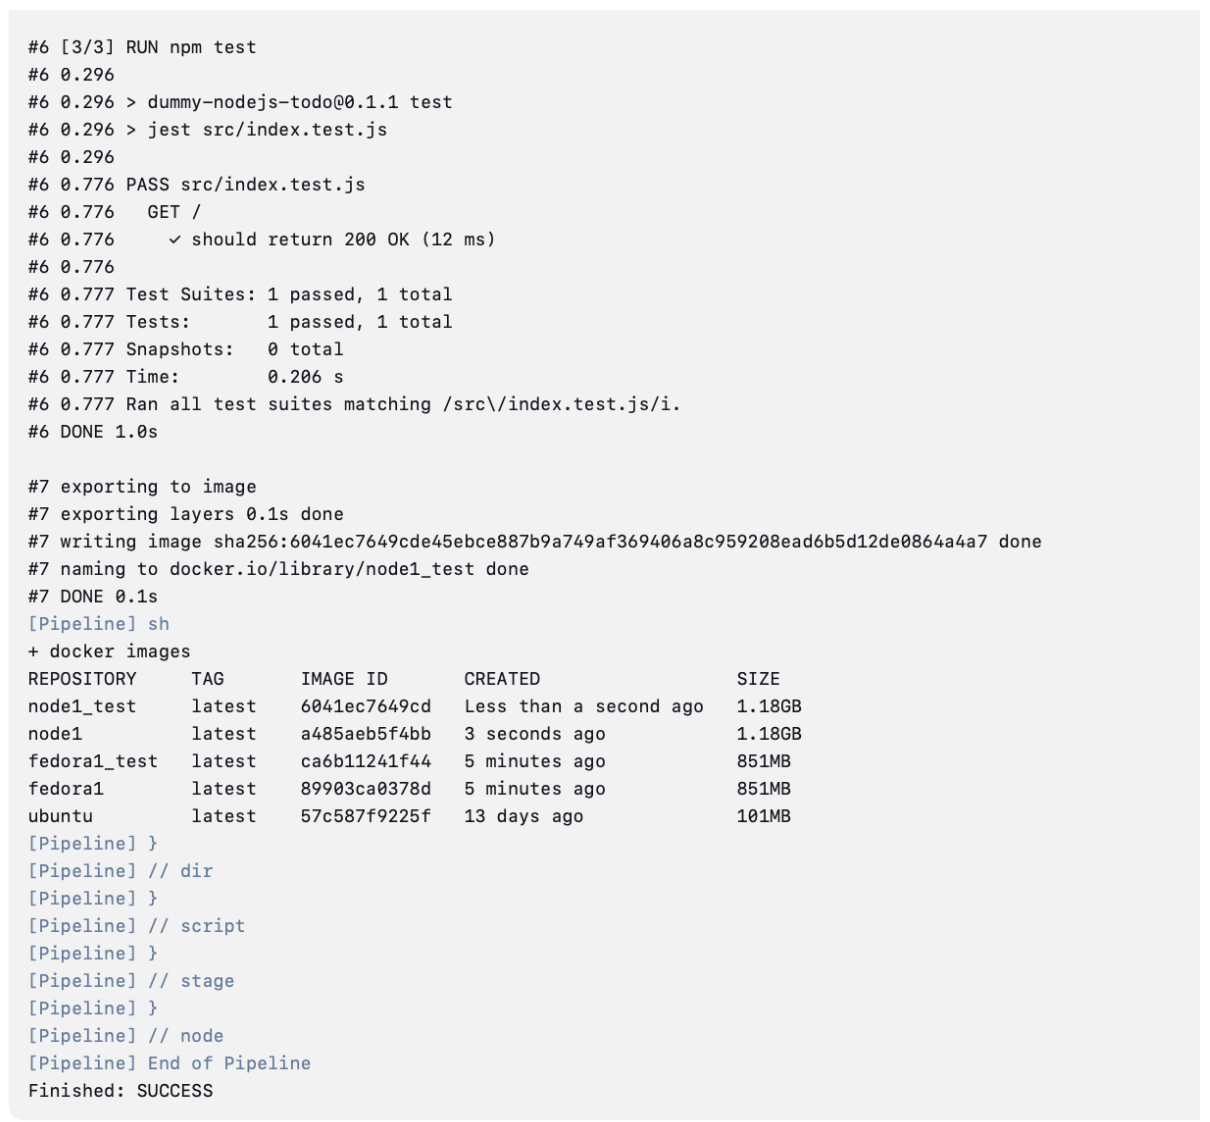 #6 [3/3] RUN npm test
#6 0.296
#6 0.296 > dummy-nodejs-todo@0.1.1 test
#6 0.296 > jest src/index.test.js
#6 0.296
#6 0.776 PASS src/index.test.js
#6 0.776   GET /
#6 0.776     ✓ should return 200 OK (12 ms)
#6 0.776
#6 0.777 Test Suites: 1 passed, 1 total
#6 0.777 Tests:       1 passed, 1 total
#6 0.777 Snapshots:   0 total
#6 0.777 Time:        0.206 s
#6 0.777 Ran all test suites matching /src\/index.test.js/i.
#6 DONE 1.0s

#7 exporting to image
#7 exporting layers 0.1s done
#7 writing image sha256:6041ec7649cde45ebce887b9a749af369406a8c959208ead6b5d12de0864a4a7 done
#7 naming to docker.io/library/node1_test done
#7 DONE 0.1s
[Pipeline] sh
+ docker images
REPOSITORY     TAG       IMAGE ID       CREATED                  SIZE
node1_test     latest    6041ec7649cd   Less than a second ago   1.18GB
node1          latest    a485aeb5f4bb   3 seconds ago            1.18GB
fedora1_test   latest    ca6b11241f44   5 minutes ago            851MB
fedora1        latest    89903ca0378d   5 minutes ago            851MB
ubuntu         latest    57c587f9225f   13 days ago              101MB
[Pipeline] }
[Pipeline] // dir
[Pipeline] }
[Pipeline] // script
[Pipeline] }
[Pipeline] // stage
[Pipeline] }
[Pipeline] // node
[Pipeline] End of Pipeline
Finished: SUCCESS